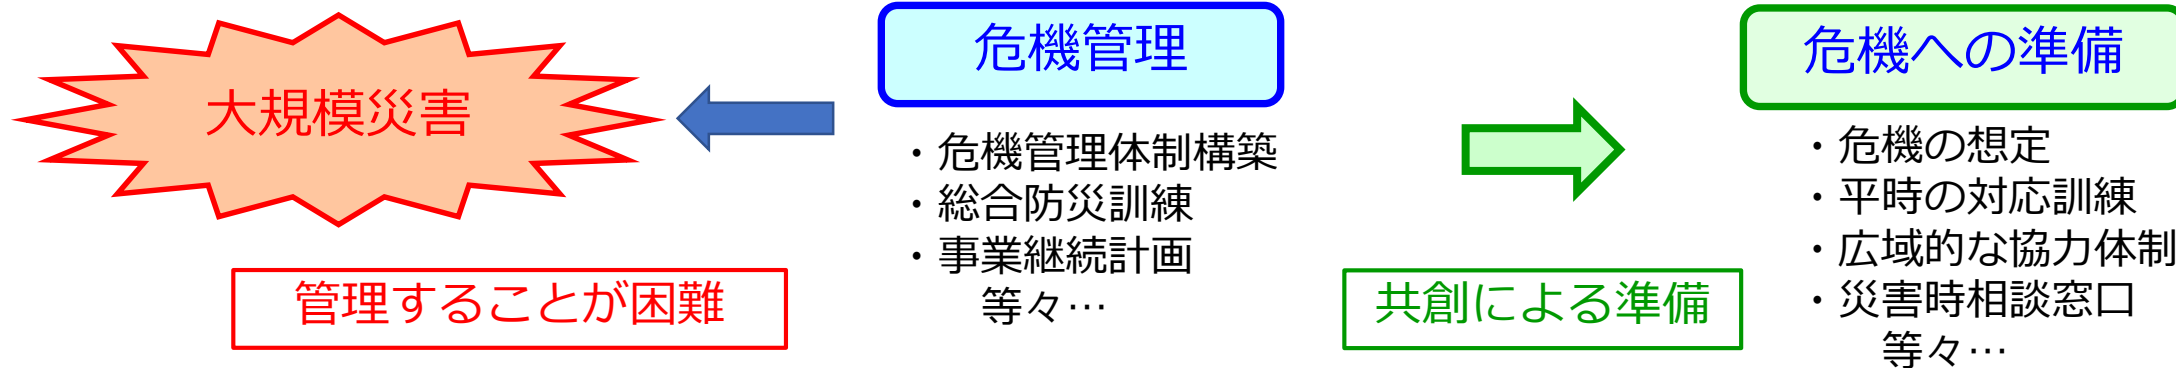 大規模災害
管理することが困難
危機管理
・危機管理体制構築
・総合防災訓練
・事業継続計画
等々…
共創による準備
危機への準備
・危機の想定
・平時の対応訓練
・広域的な協力体制
・災害時相談窓口
等々…